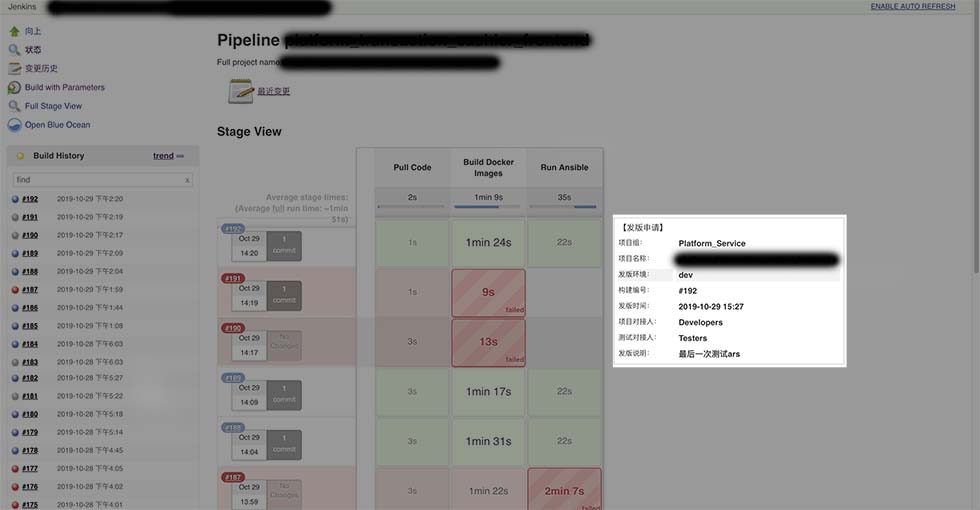 Jenkins
ENABLE AUTO REFRESH
向上
状态
变更历史
Build with Parameters
Full Stage View
Open Blue Ocean
Build History
trend
find
x
#192 2019-10-29 下午2:20
#191 2019-10-29 下午2:19
#190 2019-10-29 下午2:17
#189 2019-10-29 下午2:09
#188 2019-10-29 下午2:04
#187 2019-10-29 下午1:59
#186 2019-10-29 下午1:44
#185 2019-10-29 下午1:08
#184 2019-10-28 下午6:03
#183 2019-10-28 下午6:03
#182 2019-10-28 下午5:27
#181 2019-10-28 下午5:22
#180 2019-10-28 下午5:18
#179 2019-10-28 下午5:14
#178 2019-10-28 下午4:45
#177 2019-10-28 下午4:05
#176 2019-10-28 下午4:02
#175 2019-10-28 下午4:01
Pipeline
Full project name
最近变更
Stage View
Average stage times:
(Average full run time: ~1min
51s)
Pull Code
Build Docker
Images
Run Ansible
2s
1min 9s
35s
#192
Oct 29
14:20
1
commit
1s
1min 24s
22s
#191
Oct 29
14:19
1
commit
1s
9s
failed
#190
Oct 29
14:17
No
Changes
3s
13s
failed
#189
Oct 29
14:09
1
commit
3s
1min 17s
22s
#188
Oct 29
14:04
1
commit
3s
1min 31s
22s
#187
Oct 29
13:59
No
Changes
3s
1min 22s
2min 7s
failed
【发版申请】
项目组: Platform_Service
项目名称:
发版环境: dev
构建编号: #192
发版时间: 2019-10-29 15:27
项目对接人: Developers
测试对接人: Testers
发版说明: 最后一次测试ars